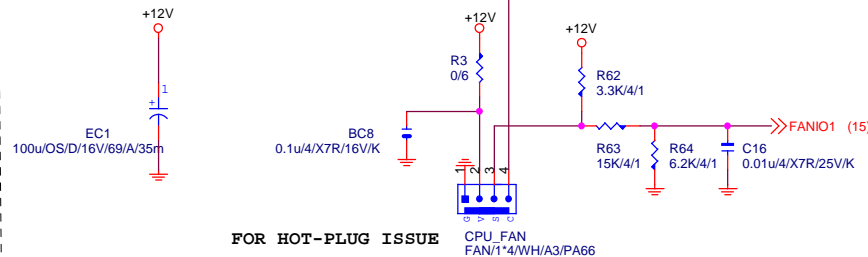 +12V
+12V
+12V
R3
0/6
R62
3.3K/4/1
1
+
EC1
100u/OS/D/16V/69/A/35m
BC8
0.1u/4/X7R/16V/K
R63
15K/4/1
R64
6.2K/4/1
C16
0.01u/4/X7R/25V/K
FANIO1 (15)
1 2 3 4
G V S C
FOR HOT-PLUG ISSUE
CPU_FAN
FAN/1*4/WH/A3/PA66